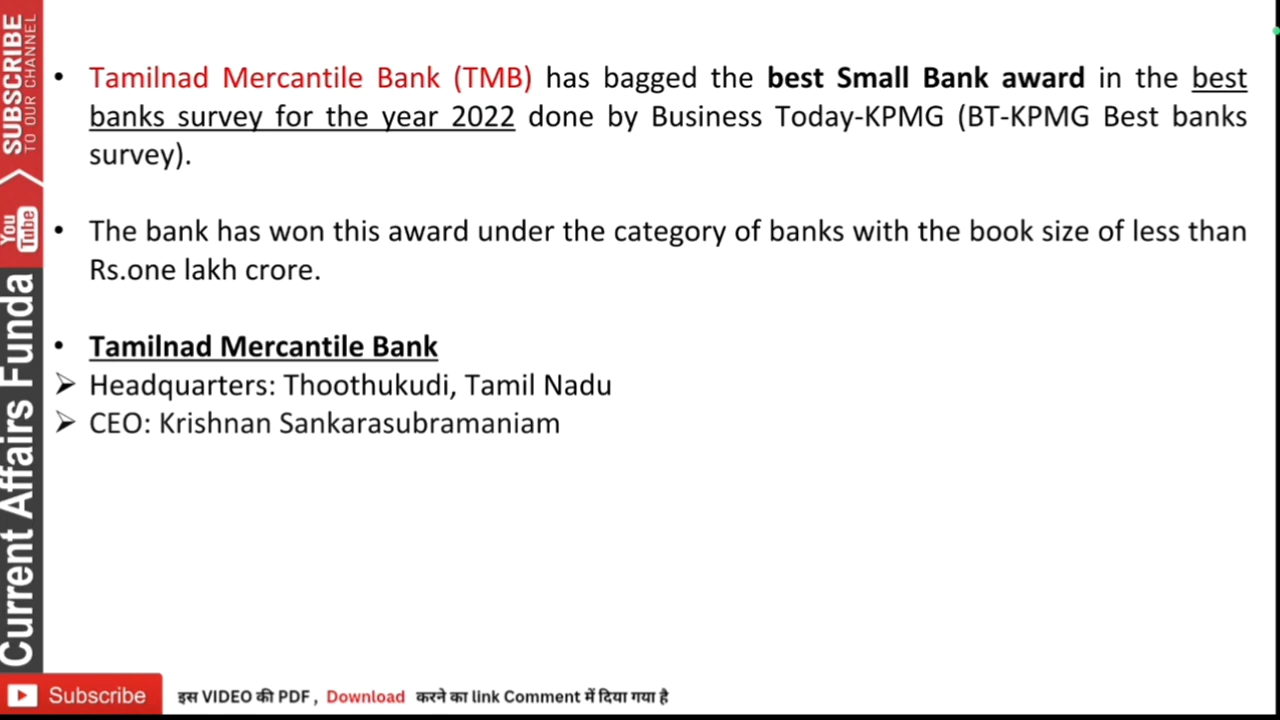 SUBSCRIBE
TO OUR CHANNEL
You
Tube
Current Affairs Funda
• Tamilnad Mercantile Bank (TMB) has bagged the best Small Bank award in the best
banks survey for the year 2022 done by Business Today-KPMG (BT-KPMG Best banks
survey).
• The bank has won this award under the category of banks with the book size of less than
Rs.one lakh crore.
• Tamilnad Mercantile Bank
➢ Headquarters: Thoothukudi, Tamil Nadu
➢ CEO: Krishnan Sankarasubramaniam
Subscribe
इस VIDEO की PDF , Download करने का link Comment में दिया गया है